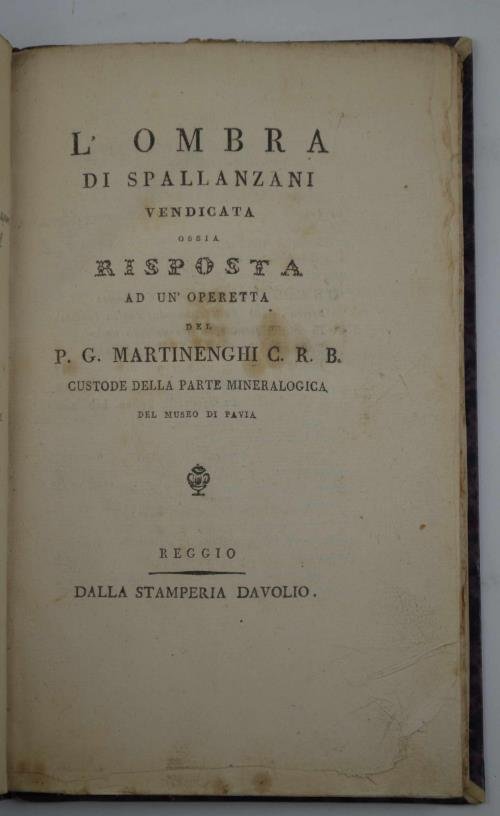 L' OMBRA
DI SPALLANZANI
VENDICATA
OSSIA
RISPOSTA
AD UN' OPERETTA
DEL
P. G. MARTINENGHI C. R. B.
CUSTODE DELLA PARTE MINERALOGICA
DEL MUSEO DI PAVIA
REGGIO
DALLA STAMPERIA DAVOLIO.